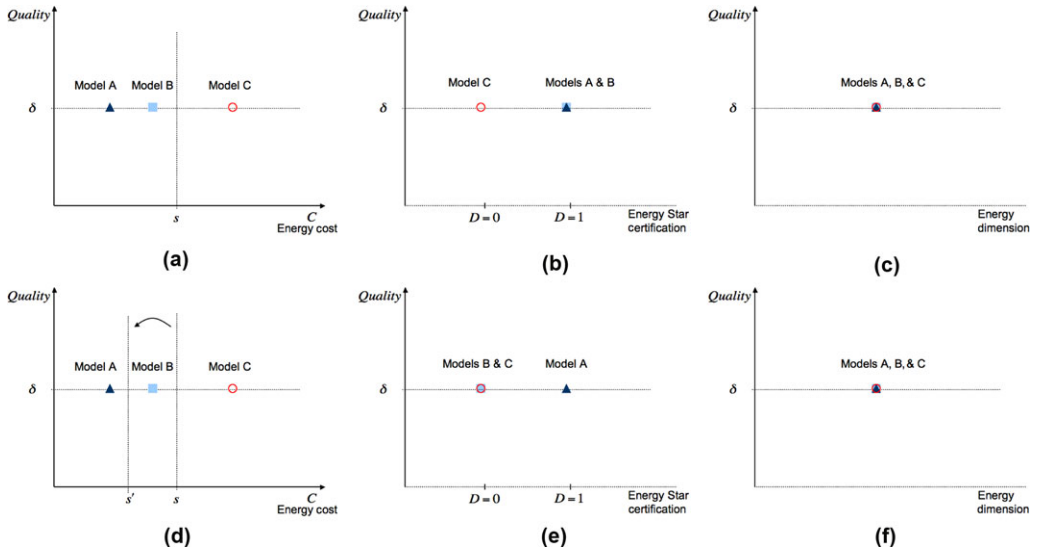 Quality
Model A
Model B
Model C
δ
s
C
Energy cost
(a)
Quality
Model C
Models A & B
δ
D = 0
D = 1
Energy Star
certification
(b)
Quality
Models A, B, & C
δ
Energy
dimension
(c)
Quality
Model A
Model B
Model C
δ
s'
s
C
Energy cost
(d)
Quality
Models B & C
Model A
δ
D = 0
D = 1
Energy Star
certification
(e)
Quality
Models A, B, & C
δ
Energy
dimension
(f)